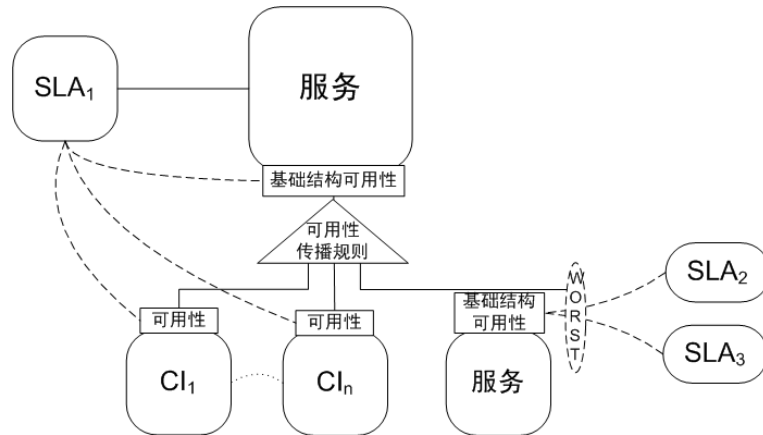 服务
SLA₁
基础结构可用性
可用性
传播规则
WORST
SLA₂
可用性
可用性
基础结构
可用性
SLA₃
CI₁
CIₙ
服务